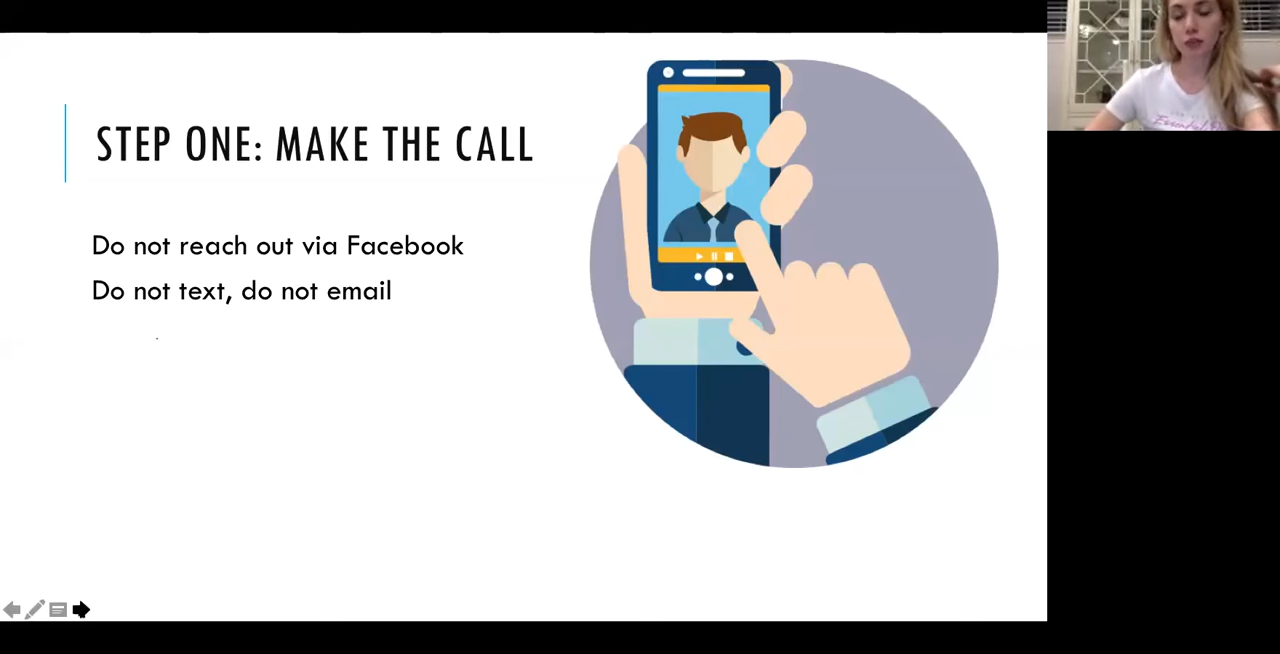 STEP ONE: MAKE THE CALL
Do not reach out via Facebook
Do not text, do not email